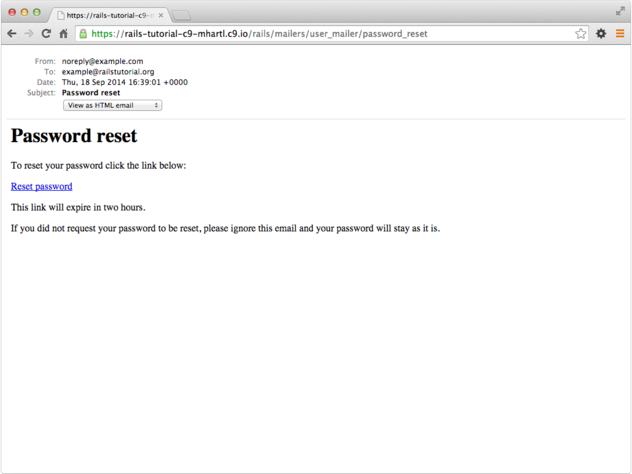 https://rails-tutorial-c9-m
https://rails-tutorial-c9-mhartl.c9.io/rails/mailers/user_mailer/password_reset
From: noreply@example.com
To: example@railstutorial.org
Date: Thu, 18 Sep 2014 16:39:01 +0000
Subject: Password reset
View as HTML email
Password reset
To reset your password click the link below:
Reset password
This link will expire in two hours.
If you did not request your password to be reset, please ignore this email and your password will stay as it is.